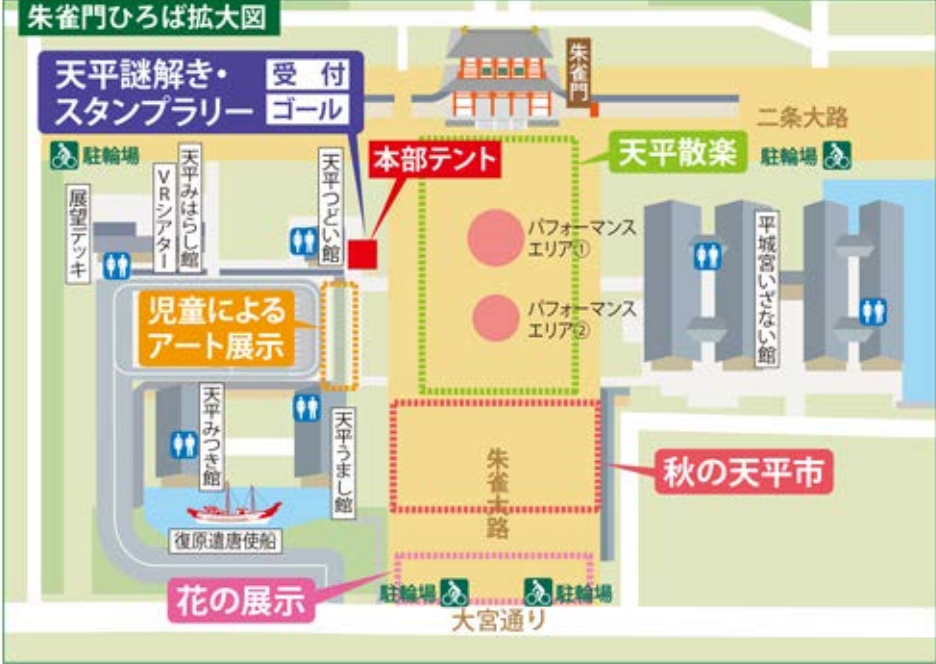 朱雀門ひろば拡大図
天平謎解き・
スタンプラリー
受 付
ゴール
朱雀門
二条大路
駐輪場
本部テント
天平散楽
駐輪場
展望デッキ
VRシアター
天平みはらし館
天平つどい館
パフォーマンス
エリア①
平城宮いざない館
児童による
アート展示
パフォーマンス
エリア②
天平みつき館
天平うまし館
朱雀大路
秋の天平市
復原遣唐使船
花の展示
駐輪場
駐輪場
大宮通り